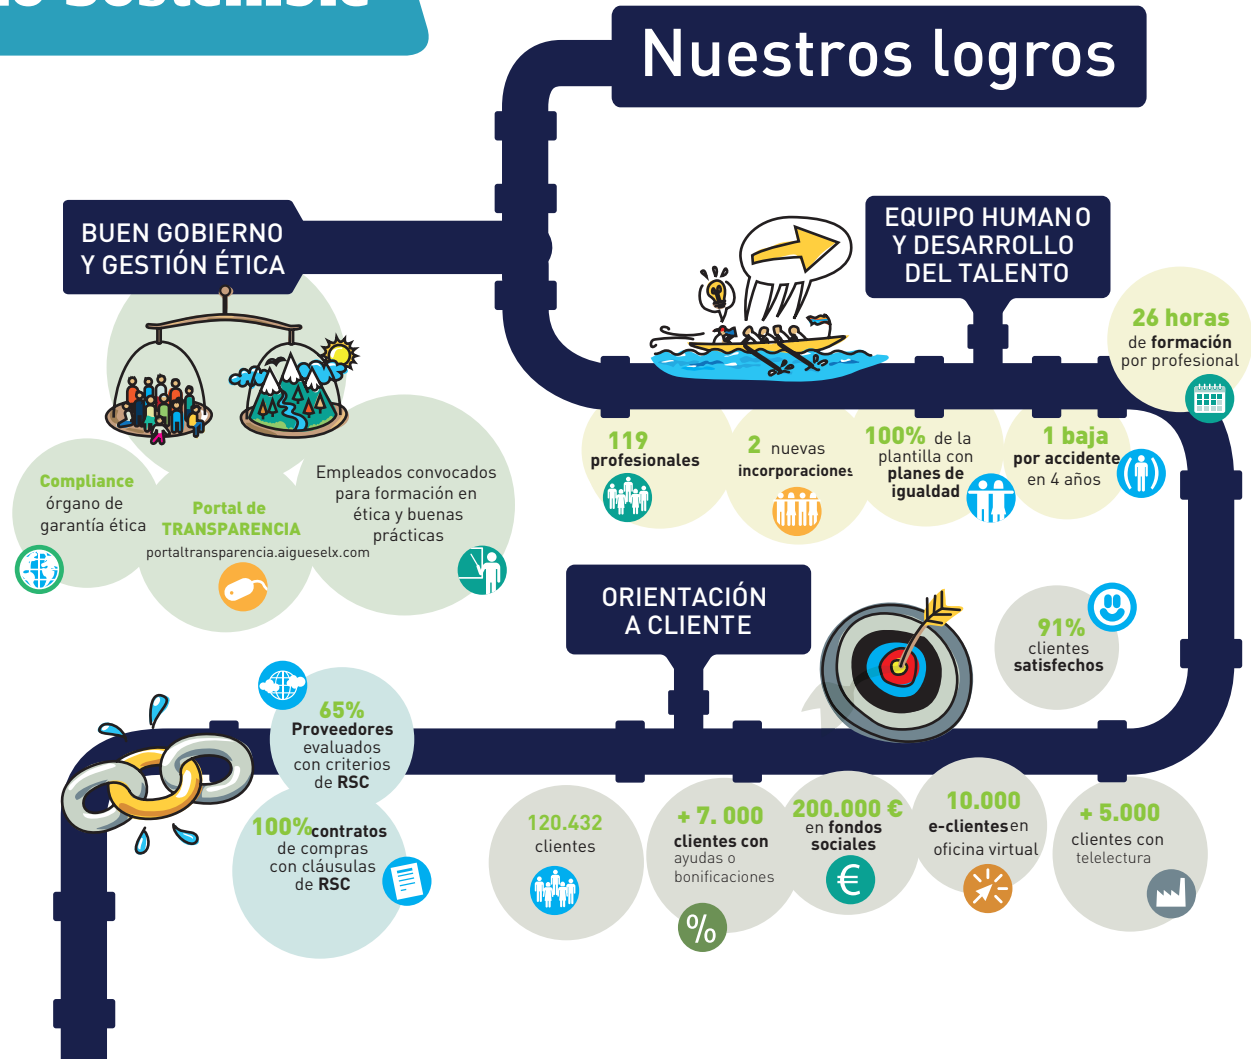 Nuestros logros
BUEN GOBIERNO
Y GESTIÓN ÉTICA
Compliance
órgano de
garantía ética
Portal de
TRANSPARENCIA
portaltransparencia.aigueselx.com
Empleados convocados
para formación en
ética y buenas
prácticas
EQUIPO HUMANO
Y DESARROLLO
DEL TALENTO
26 horas
de formación
por profesional
119
profesionales
2 nuevas
incorporaciones
100% de la
plantilla con
planes de
igualdad
1 baja
por accidente
en 4 años
ORIENTACIÓN
A CLIENTE
91%
clientes
satisfechos
65%
Proveedores
evaluados
con criterios
de RSC
100% contratos
de compras
con cláusulas
de RSC
120.432
clientes
+ 7. 000
clientes con
ayudas o
bonificaciones
%
200.000 €
en fondos
sociales
€
10.000
e-clientes en
oficina virtual
+ 5.000
clientes con
telelectura